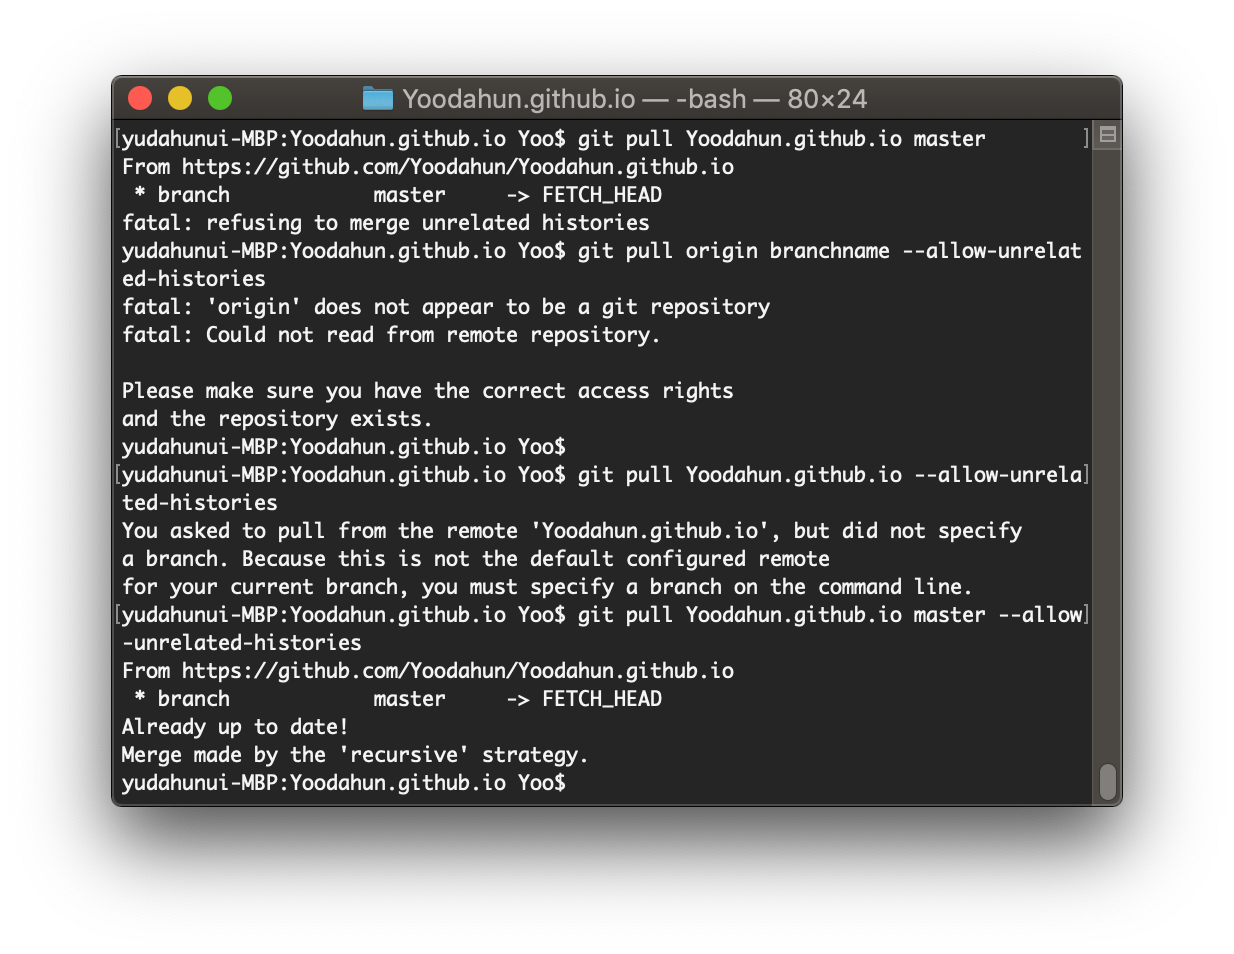 Yoodahun.github.io — -bash — 80×24
[yudahunui-MBP:Yoodahun.github.io Yoo$ git pull Yoodahun.github.io master ]
From https://github.com/Yoodahun/Yoodahun.github.io
 * branch            master     -> FETCH_HEAD
fatal: refusing to merge unrelated histories
yudahunui-MBP:Yoodahun.github.io Yoo$ git pull origin branchname --allow-unrelat
ed-histories
fatal: 'origin' does not appear to be a git repository
fatal: Could not read from remote repository.

Please make sure you have the correct access rights
and the repository exists.
yudahunui-MBP:Yoodahun.github.io Yoo$
[yudahunui-MBP:Yoodahun.github.io Yoo$ git pull Yoodahun.github.io --allow-unrela]
ted-histories
You asked to pull from the remote 'Yoodahun.github.io', but did not specify
a branch. Because this is not the default configured remote
for your current branch, you must specify a branch on the command line.
[yudahunui-MBP:Yoodahun.github.io Yoo$ git pull Yoodahun.github.io master --allow]
-unrelated-histories
From https://github.com/Yoodahun/Yoodahun.github.io
 * branch            master     -> FETCH_HEAD
Already up to date!
Merge made by the 'recursive' strategy.
yudahunui-MBP:Yoodahun.github.io Yoo$